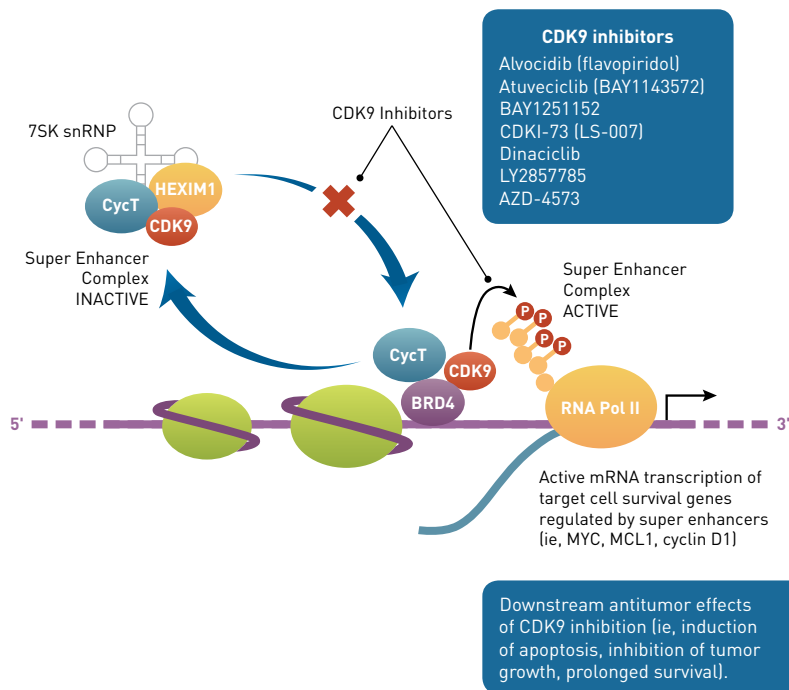 CDK9 inhibitors
Alvocidib (flavopiridol)
Atuveciclib (BAY1143572)
BAY1251152
CDKI-73 (LS-007)
Dinaciclib
LY2857785
AZD-4573
CDK9 Inhibitors
7SK snRNP
HEXIM1
CycT
CDK9
Super Enhancer
Complex
INACTIVE
Super Enhancer
Complex
ACTIVE
P
P
P
P
CycT
CDK9
BRD4
RNA Pol II
5'
3'
Active mRNA transcription of
target cell survival genes
regulated by super enhancers
(ie, MYC, MCL1, cyclin D1)
Downstream antitumor effects
of CDK9 inhibition (ie, induction
of apoptosis, inhibition of tumor
growth, prolonged survival).